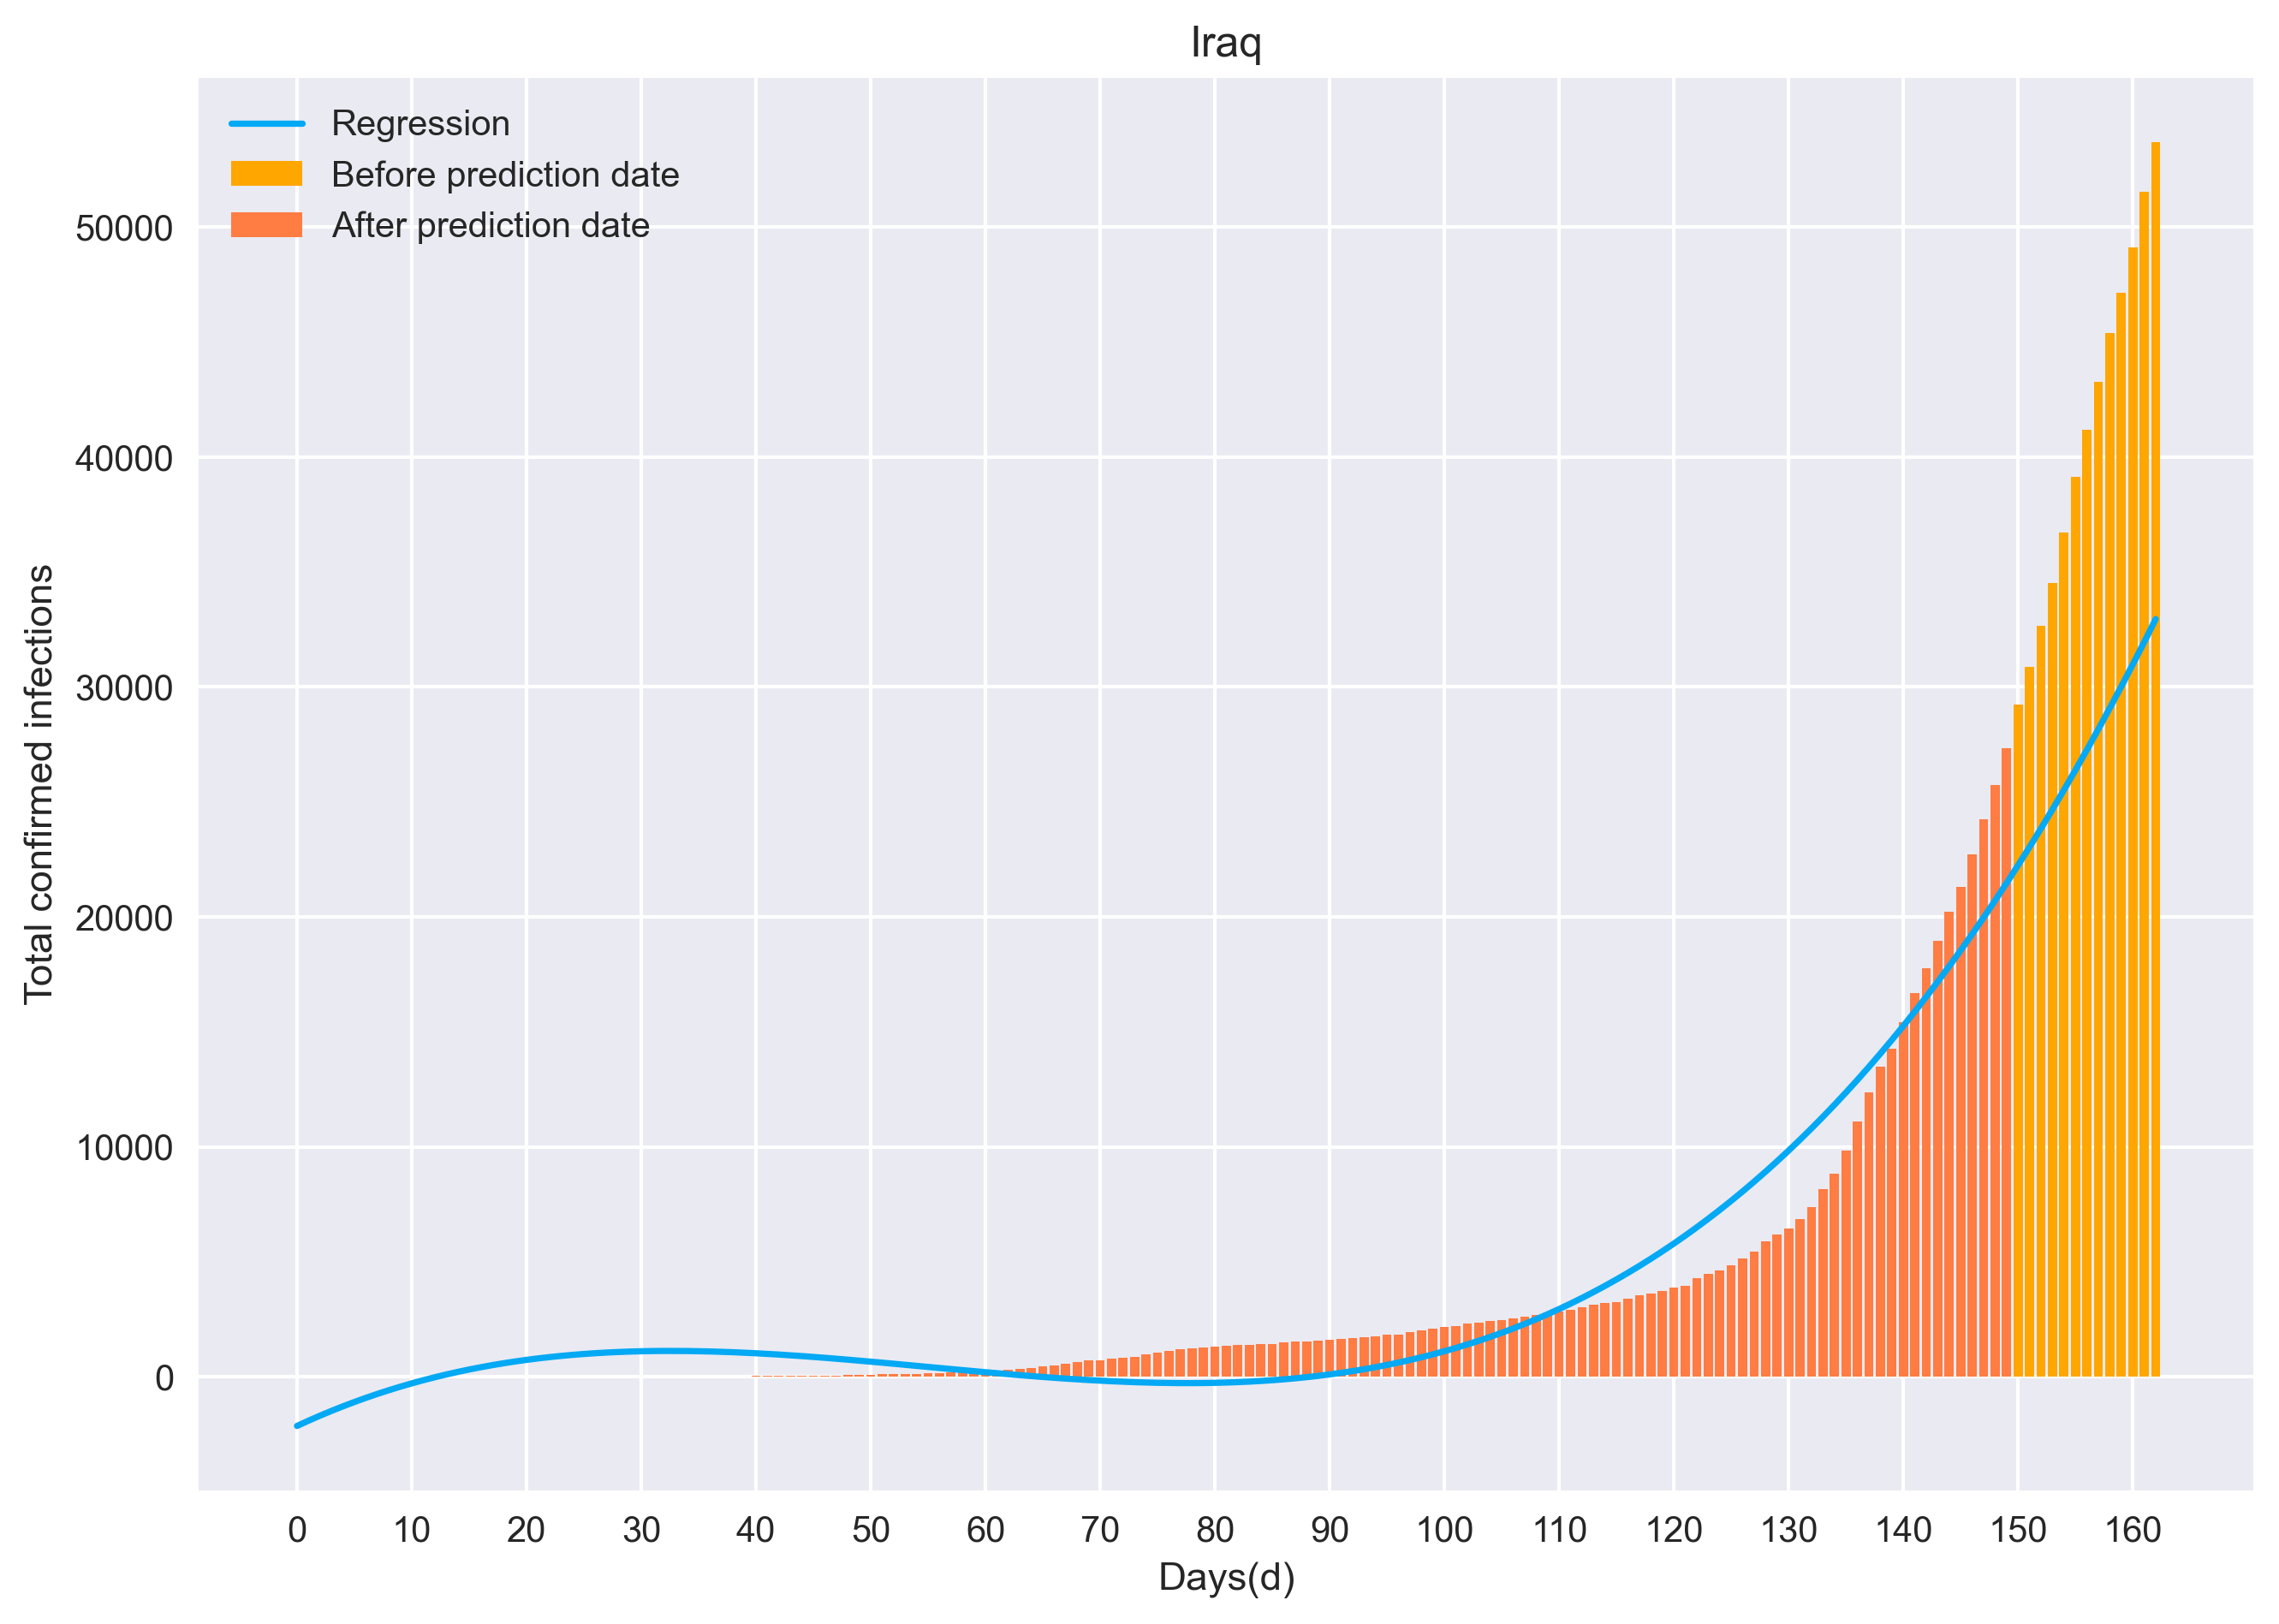 Iraq
Regression
Before prediction date
After prediction date
50000
40000
30000
20000
10000
0
Total confirmed infections
0 10 20 30 40 50 60 70 80 90 100 110 120 130 140 150 160
Days(d)